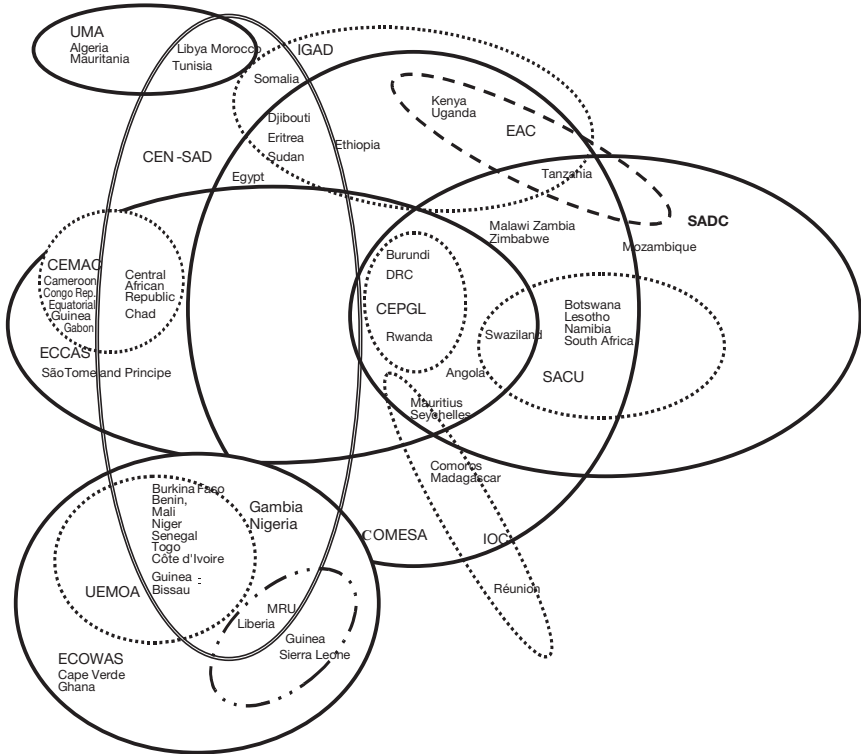 UMA
Algeria
Mauritania
Libya Morocco
Tunisia
IGAD
Somalia
Djibouti
Eritrea
Sudan
Ethiopia
Egypt
CEN -SAD
Kenya
Uganda
EAC
Tanzania
SADC
Malawi Zambia
Zimbabwe
Mozambique
CEMAC
Cameroon
Congo Rep.
Equatorial
Guinea
Gabon
Central
African
Republic
Chad
ECCAS
São Tome and Principe
Burundi
DRC
CEPGL
Rwanda
Swaziland
Botswana
Lesotho
Namibia
South Africa
SACU
Angola
Mauritius
Seychelles
Comoros
Madagascar
COMESA
IOC
Réunion
Burkina Faso
Benin,
Mali
Niger
Senegal
Togo
Côte d'Ivoire
Guinea -
Bissau
Gambia
Nigeria
UEMOA
MRU
Liberia
Guinea
Sierra Leone
ECOWAS
Cape Verde
Ghana